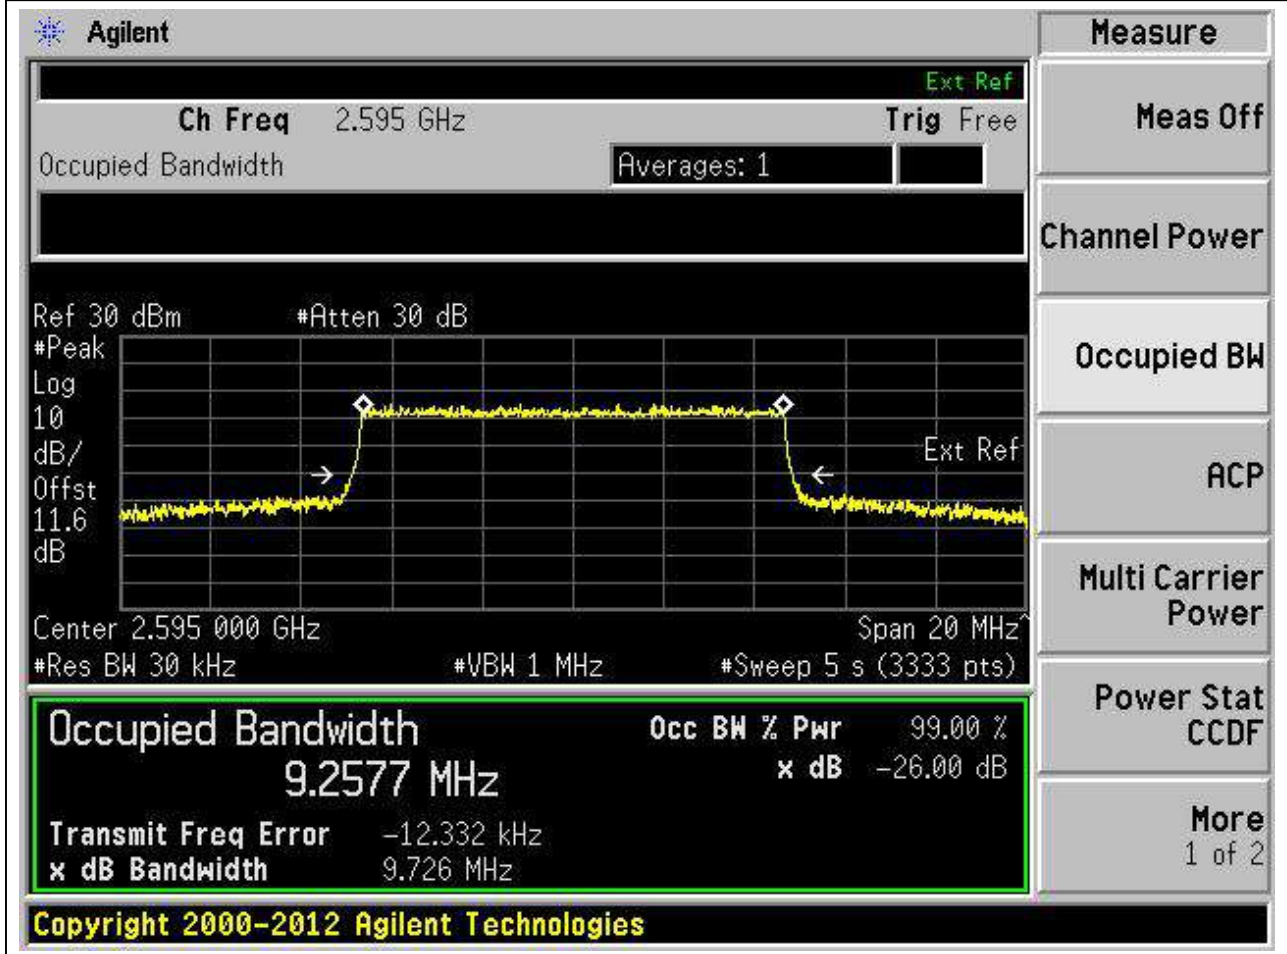 Agilent
Measure
Ext Ref
Ch Freq 2.595 GHz Trig Free
Meas Off
Occupied Bandwidth Averages: 1
Channel Power
Ref 30 dBm #Atten 30 dB
#Peak
Log
10
dB/
Offst
11.6
dB
Ext Ref
Occupied BW
ACP
Center 2.595 000 GHz Span 20 MHz^
#Res BW 30 kHz #VBW 1 MHz #Sweep 5 s (3333 pts)
Multi Carrier
Power
Occupied Bandwidth Occ BW % Pwr 99.00 %
9.2577 MHz x dB -26.00 dB
Transmit Freq Error -12.332 kHz
x dB Bandwidth 9.726 MHz
Power Stat
CCDF
More
1 of 2
Copyright 2000-2012 Agilent Technologies